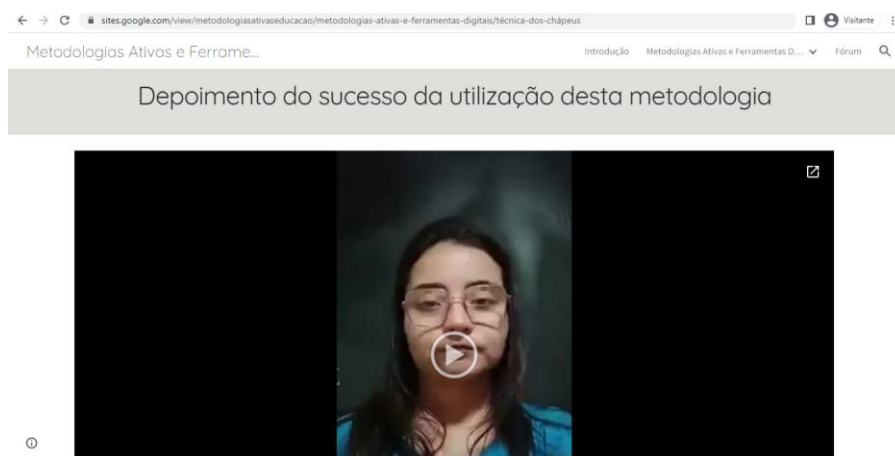 sites.google.com/view/metodologiasativaseducacao/metodologias-ativas-e-ferramentas-digitais/técnica-dos-chápeus
Visitante
Metodologias Ativas e Ferrame...
Introdução Metodologias Ativas e Ferramentas D... Fórum
Depoimento do sucesso da utilização desta metodologia